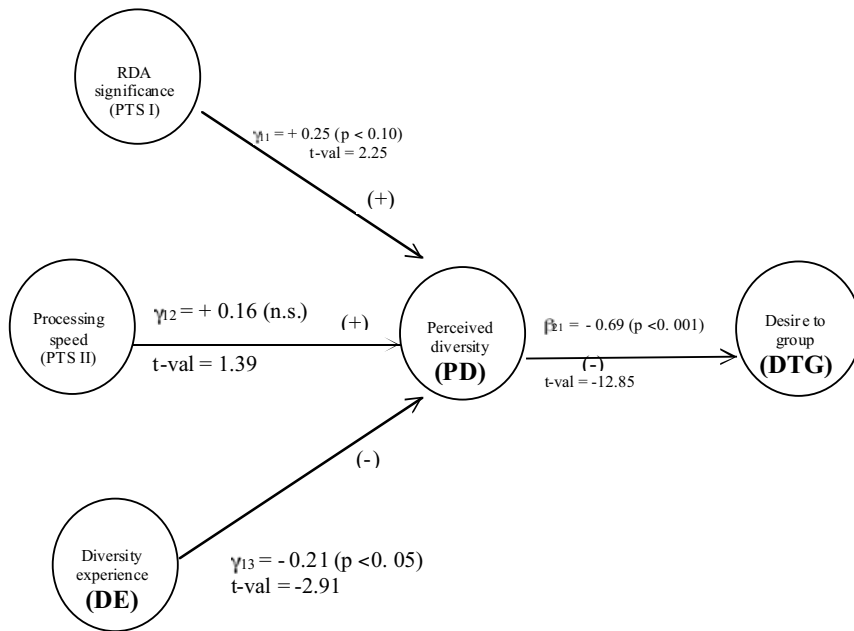 RDA
significance
(PTS I)
γ11 = + 0.25 (p < 0.10)
t-val = 2.25
(+)
Processing
speed
(PTS II)
γ12 = + 0.16 (n.s.)
(+)
t-val = 1.39
Perceived
diversity
(PD)
β21 = - 0.69 (p <0. 001)
(-)
t-val = -12.85
Desire to
group
(DTG)
(-)
Diversity
experience
(DE)
γ13 = - 0.21 (p <0. 05)
t-val = -2.91